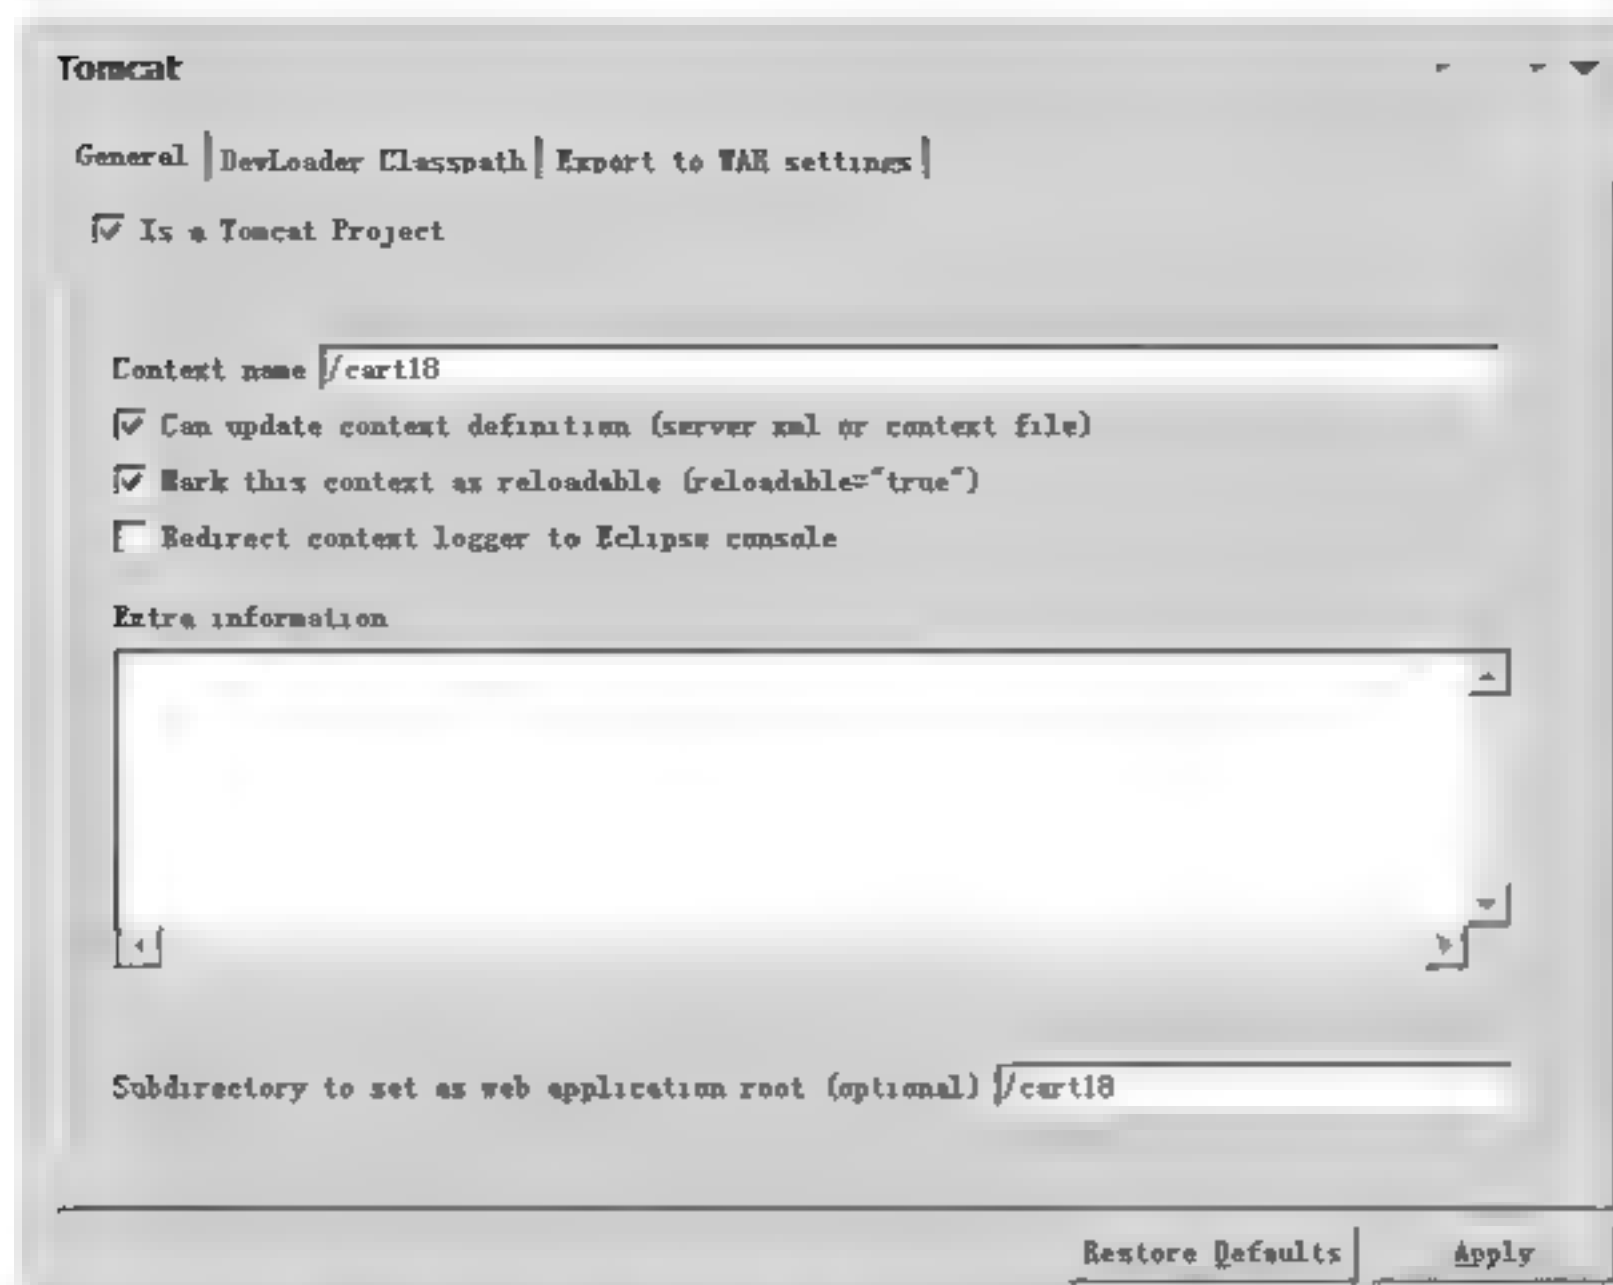 Tomcat
General DevLoader Classpath Export to WAR settings
Is a Tomcat Project
Context name /cart18
Can update context definition (server xml or context file)
Mark this context as reloadable (reloadable="true")
Redirect context logger to Eclipse console
Extra information
Subdirectory to set as web application root (optional) /cart18
Restore Defaults Apply